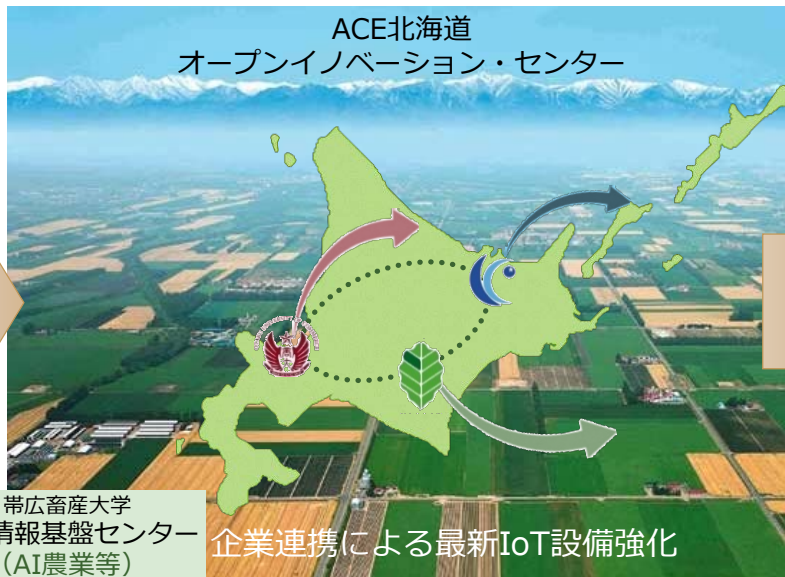 ACE北海道
オープンイノベーション・センター
帯広畜産大学
情報基盤センター
（AI農業等）
企業連携による最新IoT設備強化